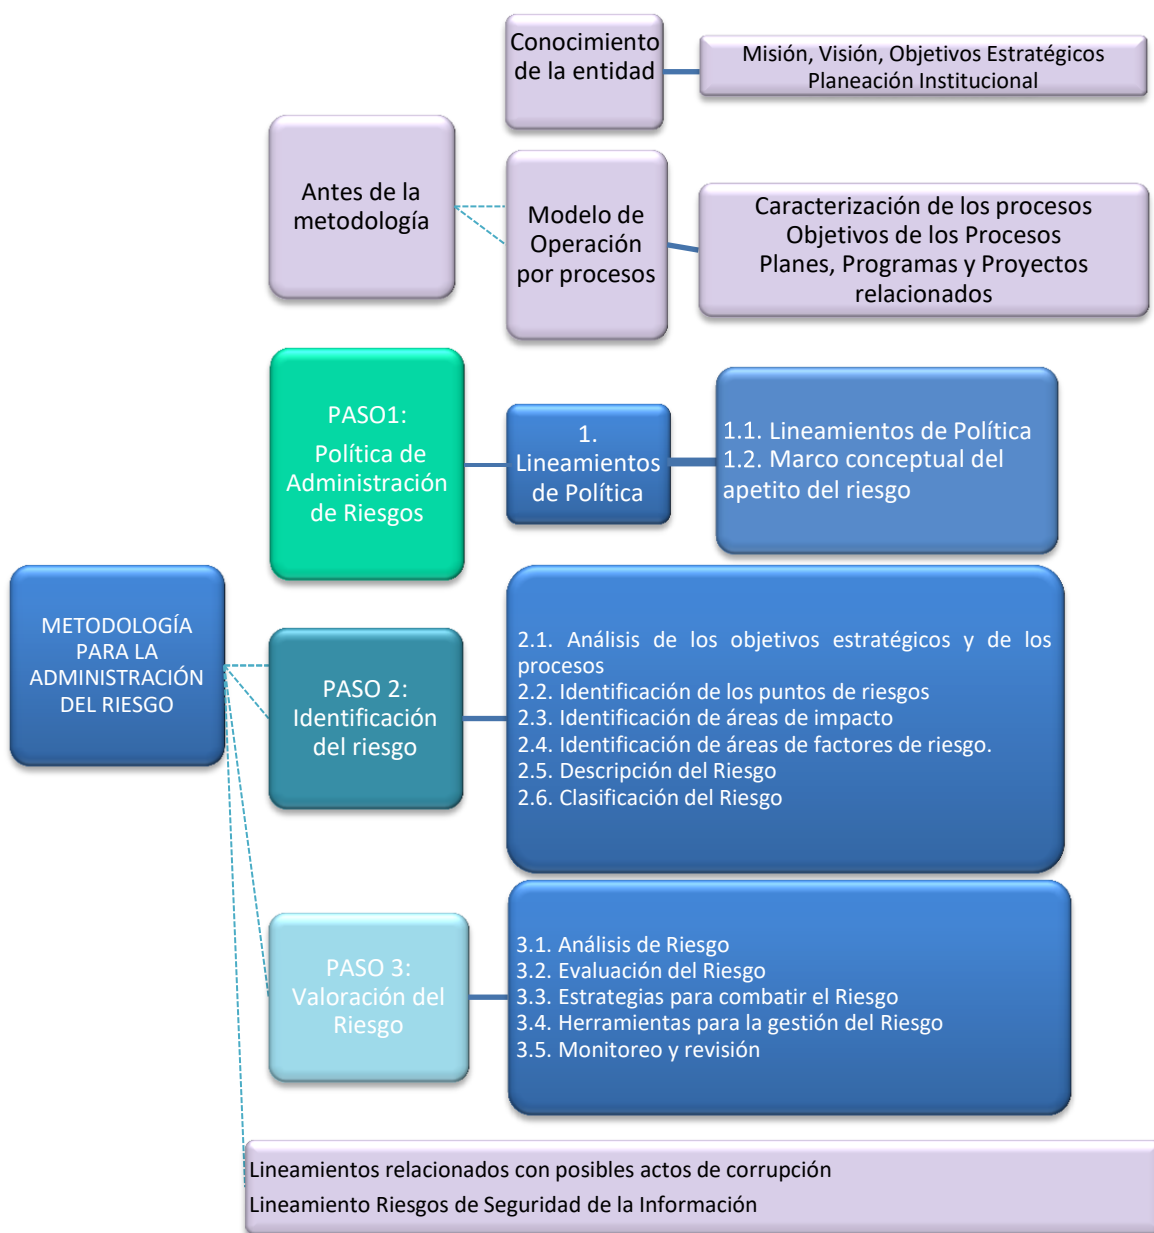 Conocimiento
de la entidad
Misión, Visión, Objetivos Estratégicos
Planeación Institucional
Antes de la
metodología
Modelo de
Operación
por procesos
Caracterización de los procesos
Objetivos de los Procesos
Planes, Programas y Proyectos
relacionados
PASO1:
Política de
Administración
de Riesgos
1.
Lineamientos
de Política
1.1. Lineamientos de Política
1.2. Marco conceptual del
apetito del riesgo
METODOLOGÍA
PARA LA
ADMINISTRACIÓN
DEL RIESGO
PASO 2:
Identificación
del riesgo
2.1. Análisis de los objetivos estratégicos y de los
procesos
2.2. Identificación de los puntos de riesgos
2.3. Identificación de áreas de impacto
2.4. Identificación de áreas de factores de riesgo.
2.5. Descripción del Riesgo
2.6. Clasificación del Riesgo
PASO 3:
Valoración del
Riesgo
3.1. Análisis de Riesgo
3.2. Evaluación del Riesgo
3.3. Estrategias para combatir el Riesgo
3.4. Herramientas para la gestión del Riesgo
3.5. Monitoreo y revisión
Lineamientos relacionados con posibles actos de corrupción
Lineamiento Riesgos de Seguridad de la Información